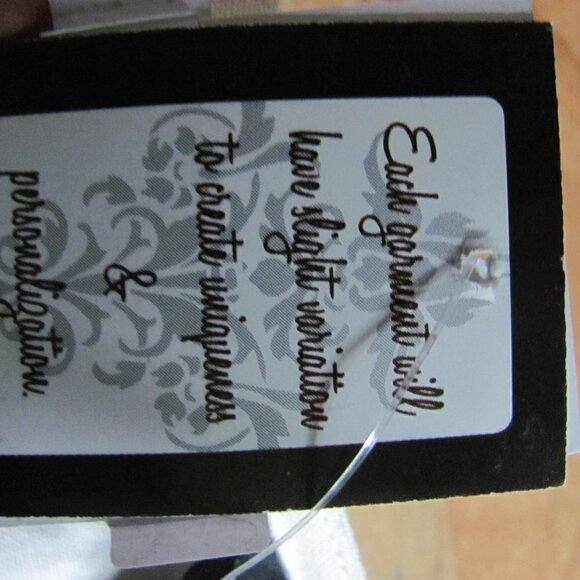 Each garment will
have slight variation
to create uniqueness
&
personalization.